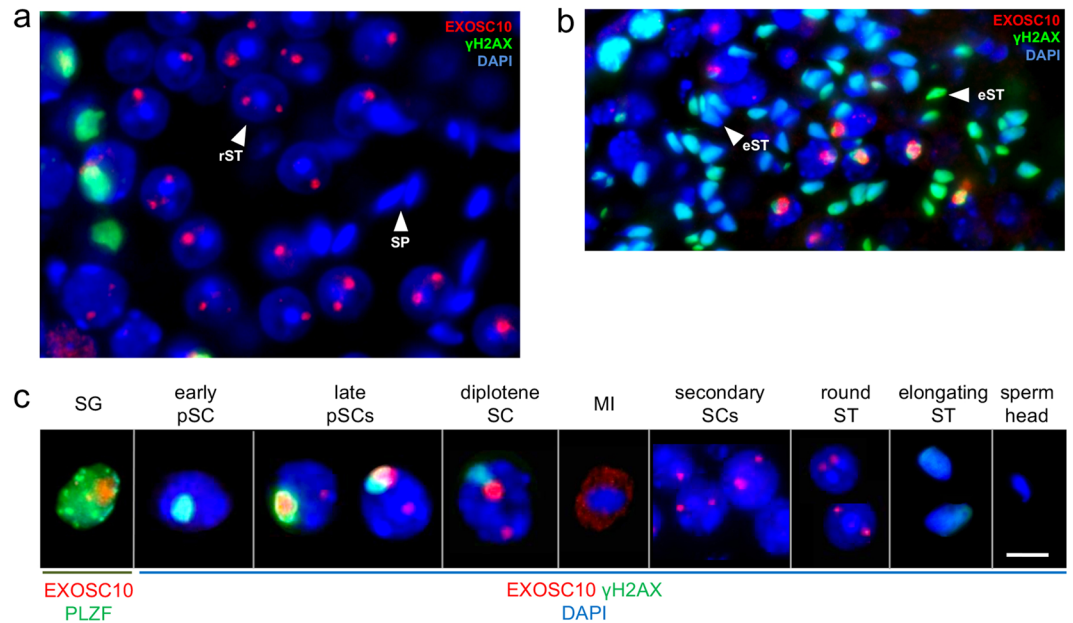 a
EXOSC10
γH2AX
DAPI
rST
SP
b
EXOSC10
γH2AX
DAPI
eST
eST
c
SG
early
pSC
late
pSCs
diplotene
SC
MI
secondary
SCs
round
ST
elongating
ST
sperm
head
EXOSC10
PLZF
EXOSC10 γH2AX
DAPI